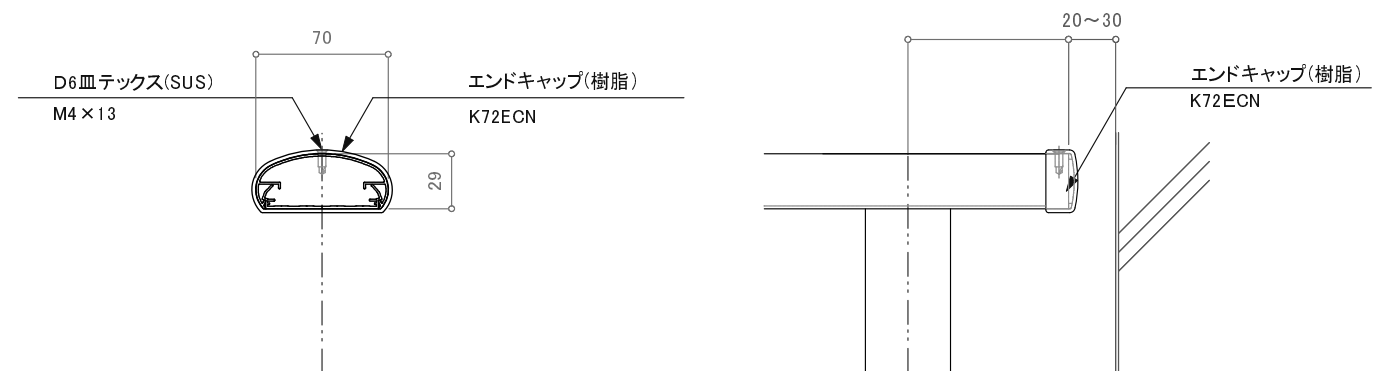 70
D6皿テックス(SUS)
M4×13
エンドキャップ(樹脂)
K72ECN
29
20～30
エンドキャップ(樹脂)
K72ECN